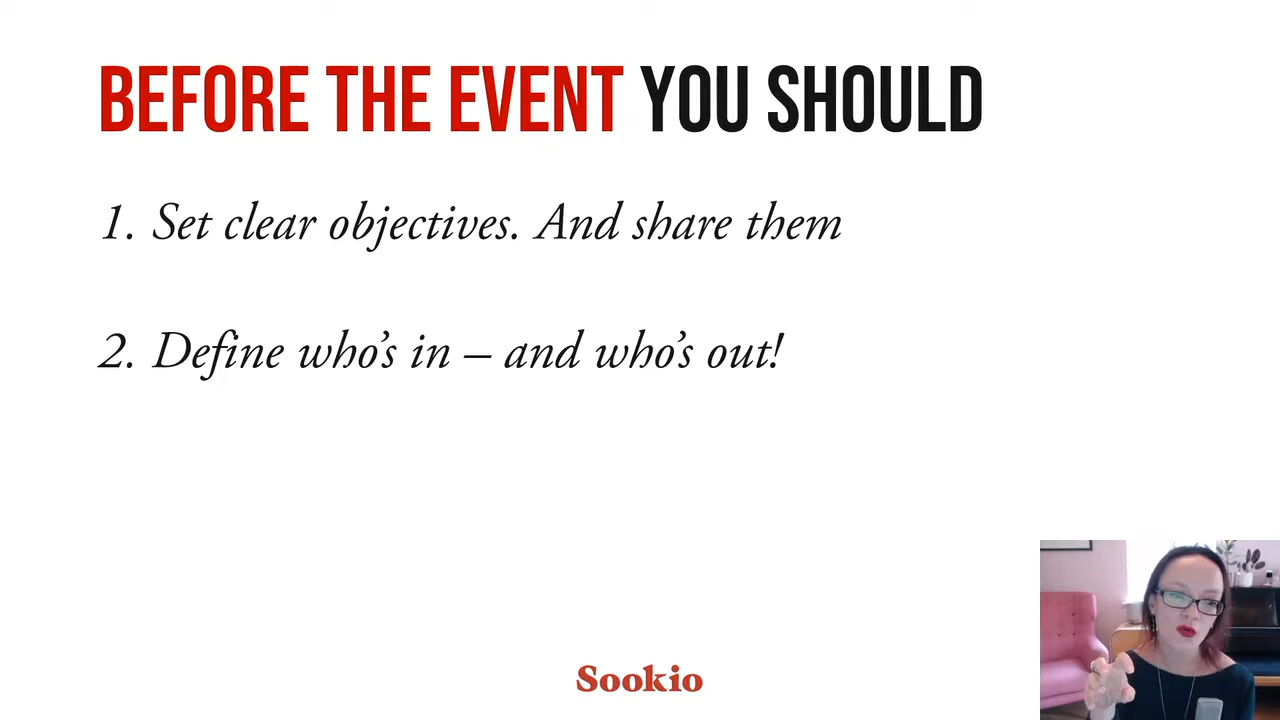 BEFORE THE EVENT YOU SHOULD
1. Set clear objectives. And share them
2. Define who’s in – and who’s out!
Sookio